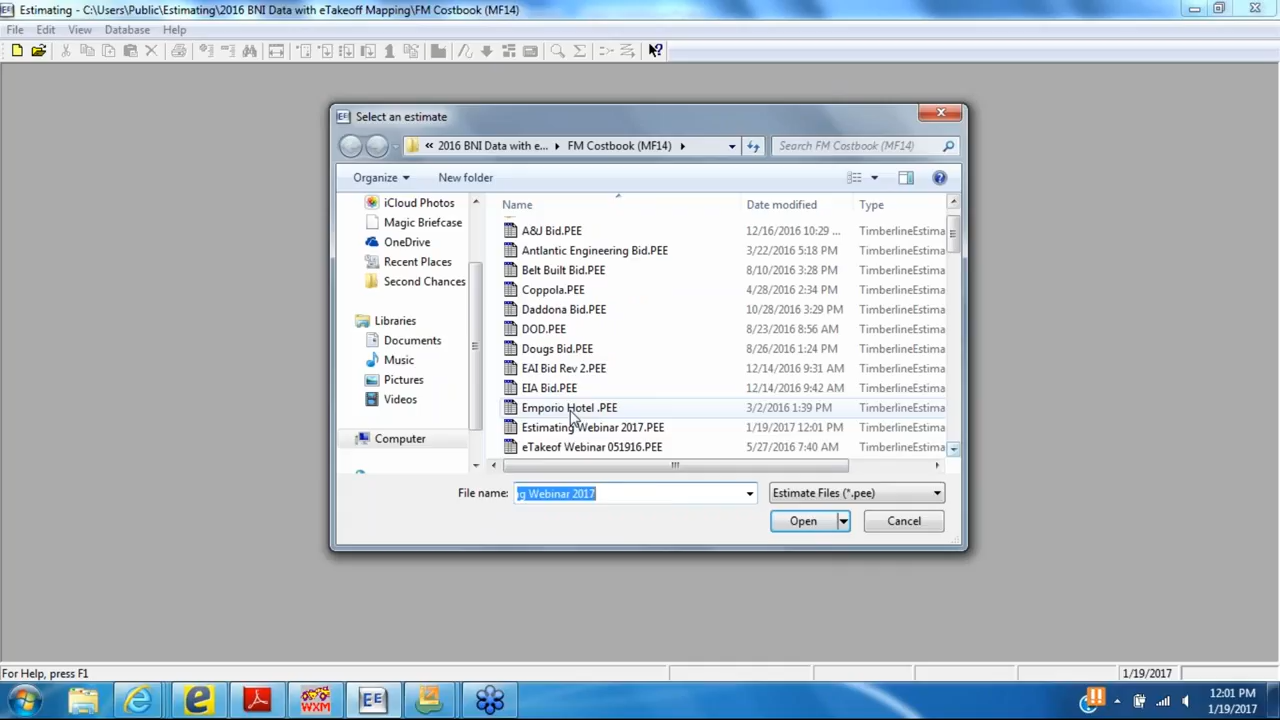 Estimating - C:\Users\Public\Estimating\2016 BNI Data with eTakeoff Mapping\FM Costbook (MF14)
File Edit View Database Help
Select an estimate
« 2016 BNI Data with e... FM Costbook (MF14)
Search FM Costbook (MF14)
Organize New folder
Name Date modified Type
iCloud Photos
Magic Briefcase
OneDrive
Recent Places
Second Chances
Libraries
Documents
Music
Pictures
Videos
Computer
A&J Bid.PEE 12/16/2016 10:29 ... TimberlineEstima
Antlantic Engineering Bid.PEE 3/22/2016 5:18 PM TimberlineEstima
Belt Built Bid.PEE 8/10/2016 3:28 PM TimberlineEstima
Coppola.PEE 4/28/2016 2:34 PM TimberlineEstima
Daddona Bid.PEE 10/28/2016 3:29 PM TimberlineEstima
DOD.PEE 8/23/2016 8:56 AM TimberlineEstima
Dougs Bid.PEE 8/26/2016 1:24 PM TimberlineEstima
EAI Bid Rev 2.PEE 12/14/2016 9:31 AM TimberlineEstima
EIA Bid.PEE 12/14/2016 9:42 AM TimberlineEstima
Emporio Hotel .PEE 3/2/2016 1:39 PM TimberlineEstima
Estimating Webinar 2017.PEE 1/19/2017 12:01 PM TimberlineEstima
eTakeof Webinar 051916.PEE 5/27/2016 7:40 AM TimberlineEstima
File name: g Webinar 2017 Estimate Files (*.pee)
Open Cancel
For Help, press F1 1/19/2017
WXM EE
12:01 PM
1/19/2017